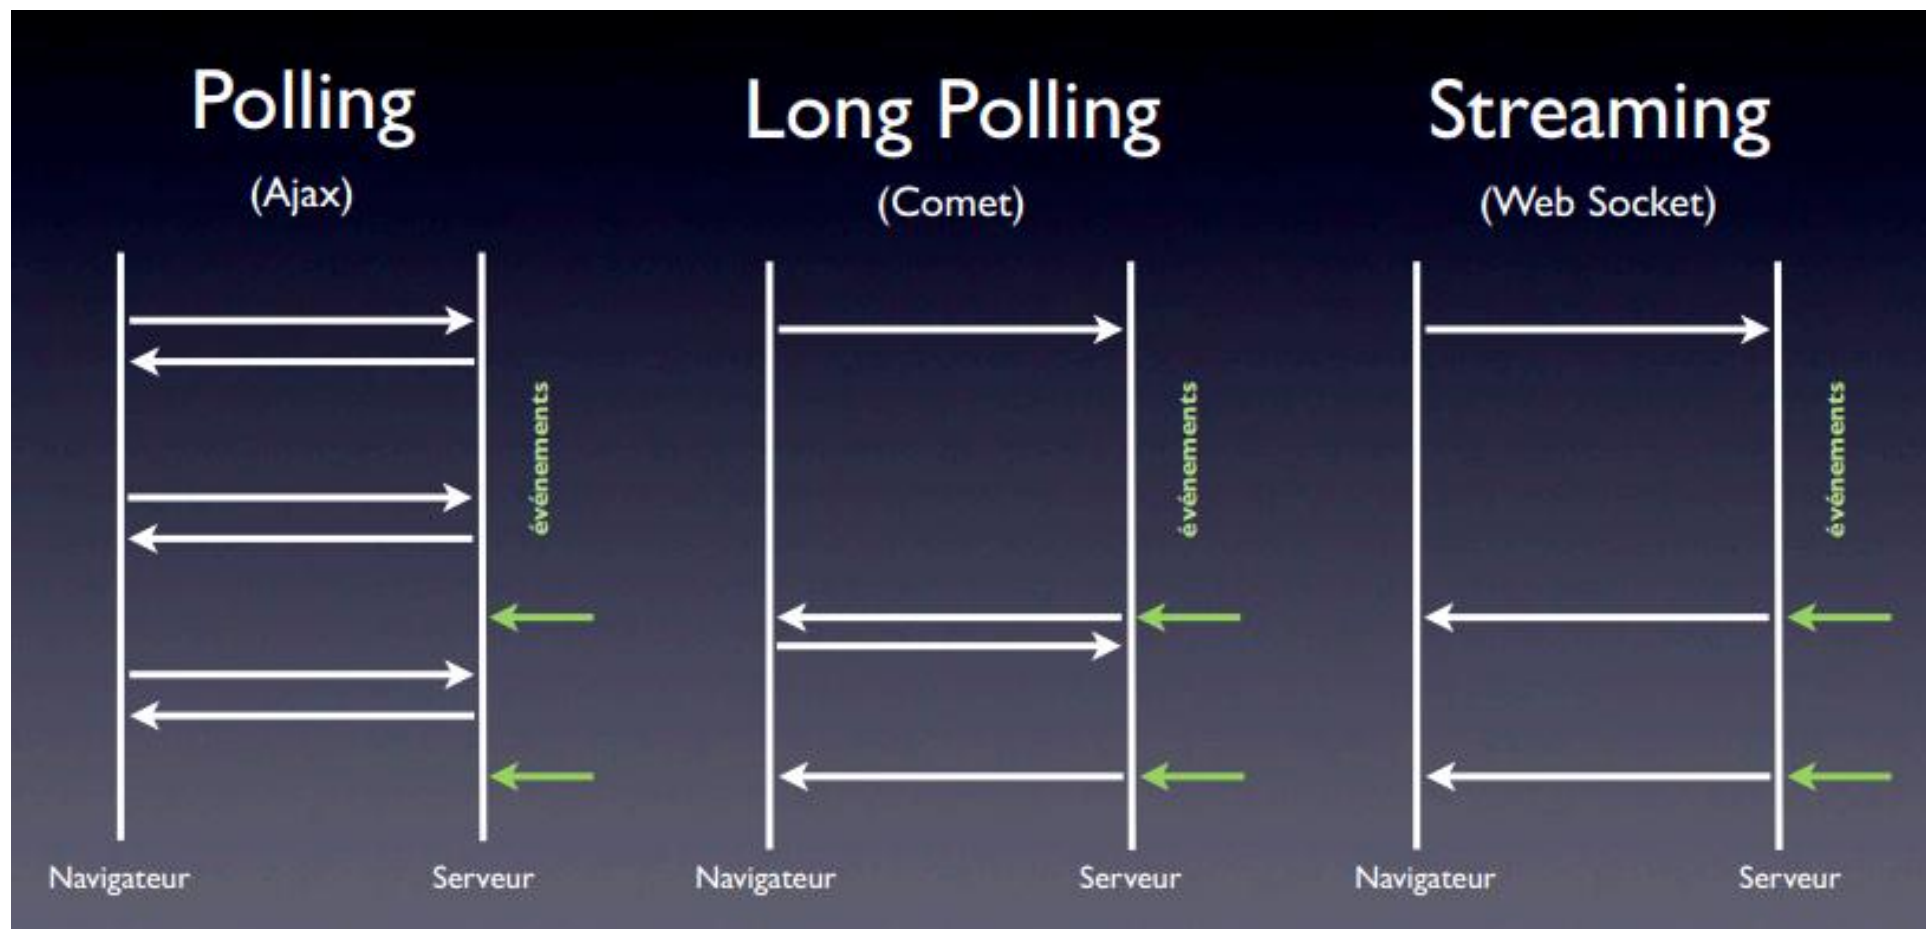 Polling
(Ajax)
événements
Navigateur
Serveur
Long Polling
(Comet)
événements
Navigateur
Serveur
Streaming
(Web Socket)
événements
Navigateur
Serveur